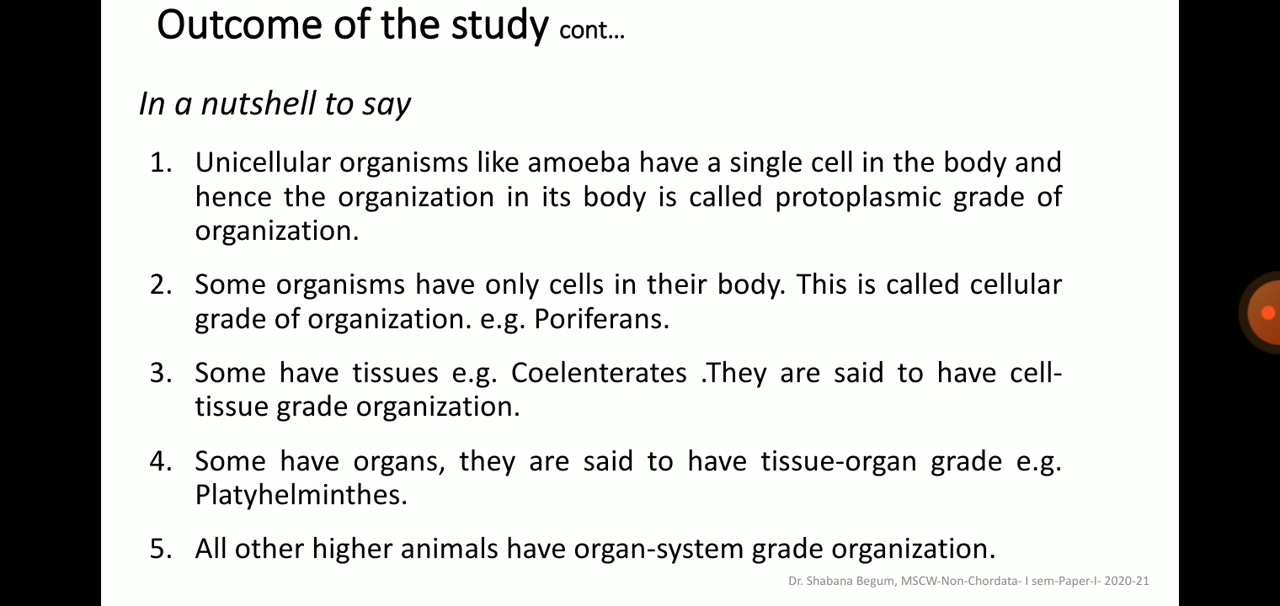 Outcome of the study cont...
In a nutshell to say
1. Unicellular organisms like amoeba have a single cell in the body and
hence the organization in its body is called protoplasmic grade of
organization.
2. Some organisms have only cells in their body. This is called cellular
grade of organization. e.g. Poriferans.
3. Some have tissues e.g. Coelenterates .They are said to have cell-
tissue grade organization.
4. Some have organs, they are said to have tissue-organ grade e.g.
Platyhelminthes.
5. All other higher animals have organ-system grade organization.
Dr. Shabana Begum, MSCW-Non-Chordata- I sem-Paper-I- 2020-21